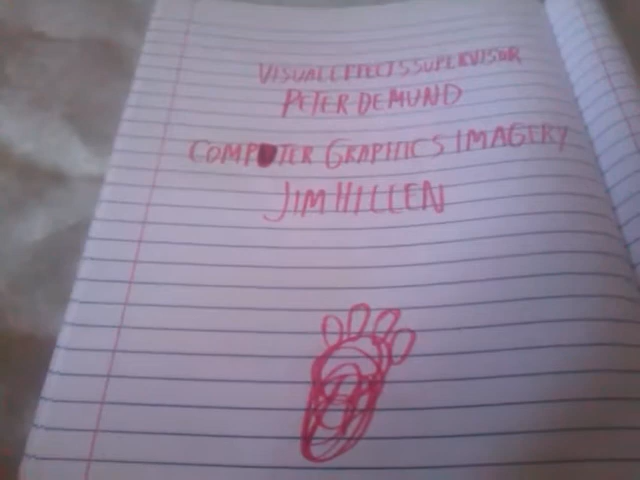 VISUAL EFFECTS SUPERVISOR
PETER DEMUND
COMPUTER GRAPHICS IMAGERY
JIM HILLEN